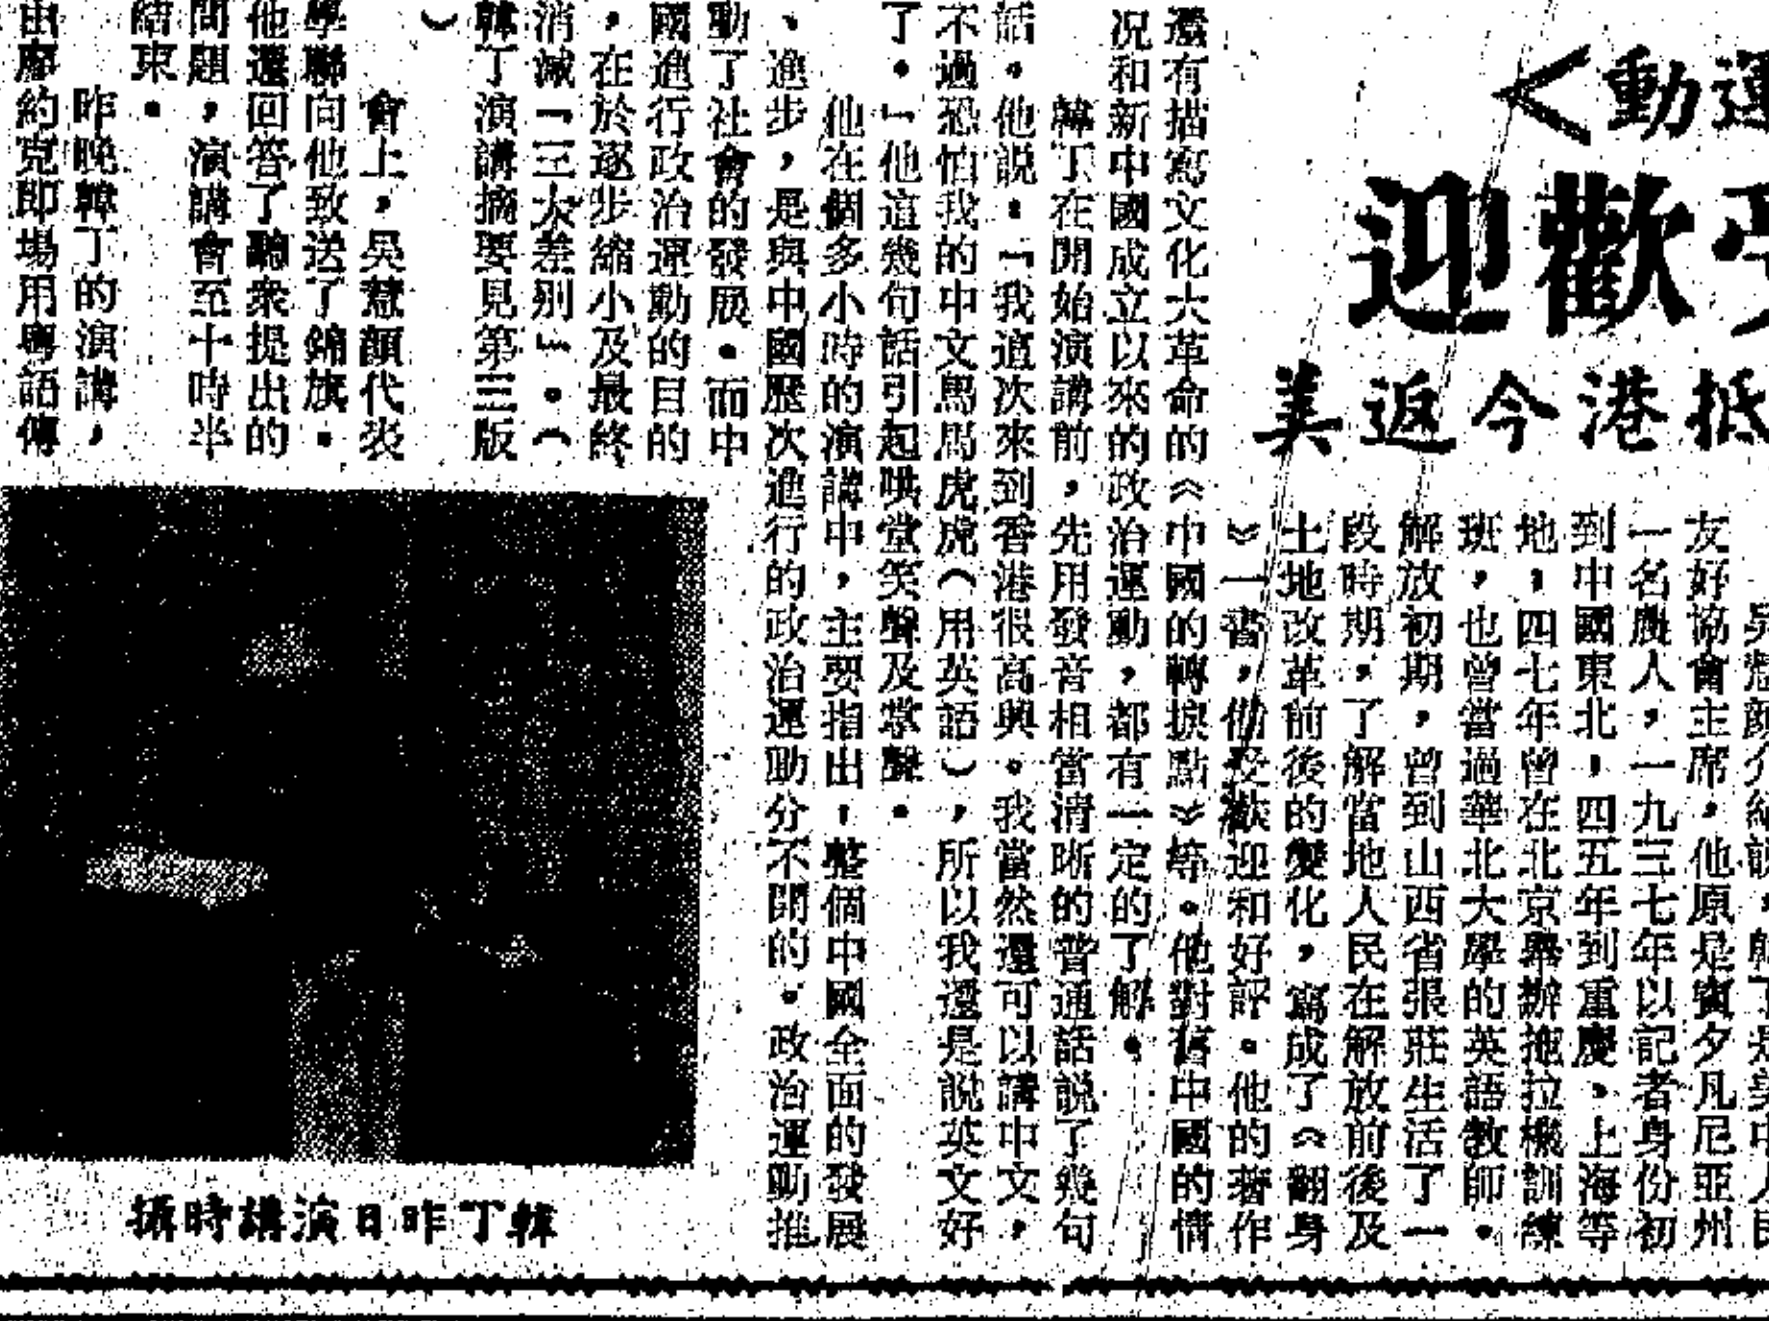 運動>
受歡迎
抵港今返美
吳慧顏介紹説，韓丁是美中人民
友好協會主席，他原是賓夕凡尼亞州
一名農人，一九三七年以記者身份初
到中國東北，四五年到重慶、上海等
地，四七年曾在北京舉辦拖拉機訓練
班，也曾當過華北大學的英語教師。
解放初期，曾到山西省張莊生活了一
段時期，了解當地人民在解放前後及
土地改革前後的變化，寫成了《翻身
》一書，備受歡迎和好評。他的著作
還有描寫文化大革命的《中國的轉捩點》等。他對舊中國的情
況和新中國成立以來的政治運動，都有一定的了解。
韓丁在開始演講前，先用發音相當清晰的普通話説了幾句
話。他説：「我這次來到香港很高興。我當然還可以講中文，
不過恐怕我的中文馬馬虎虎（用英語），所以我還是説英文好
了。」他這幾句話引起哄堂笑聲及掌聲。
他在個多小時的演講中，主要指出，整個中國全面的發展
、進步，是與中國歷次進行的政治運動分不開的。政治運動推
動了社會的發展。而中
國進行政治運動的目的
，在於逐步縮小及最終
消滅「三大差別」。（
韓丁演講摘要見第三版
）
會上，吳慧顏代表
學聯向他致送了錦旗。
他還回答了聽衆提出的
問題，演講會至十時半
結束。
昨晚韓丁的演講，
由廖約克即場用粵語傳
韓丁昨日演講時攝